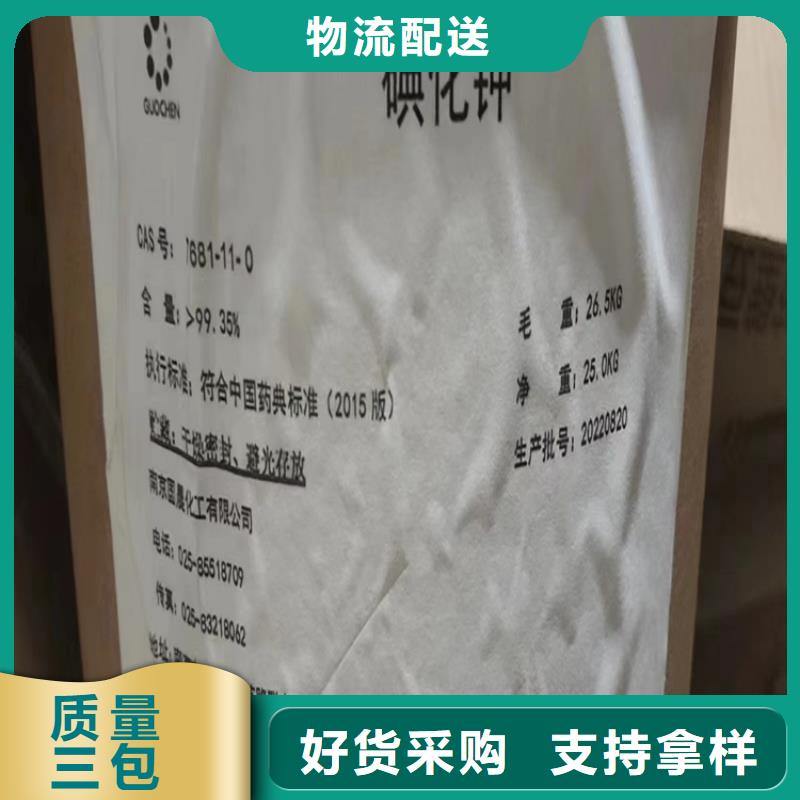 物流配送
GUOCHEN
碘化钾
CAS号: 7681-11-0
含 量: >99.35%
执行标准: 符合中国药典标准 (2015版)
贮藏: 干燥密封、避光存放
南京国晨化工有限公司
电话: 025-85518709
传真: 025-83218062
地址:
毛 重: 26.5KG
净 重: 25.0KG
生产批号: 20220820
质量
三包
好货采购 支持拿样